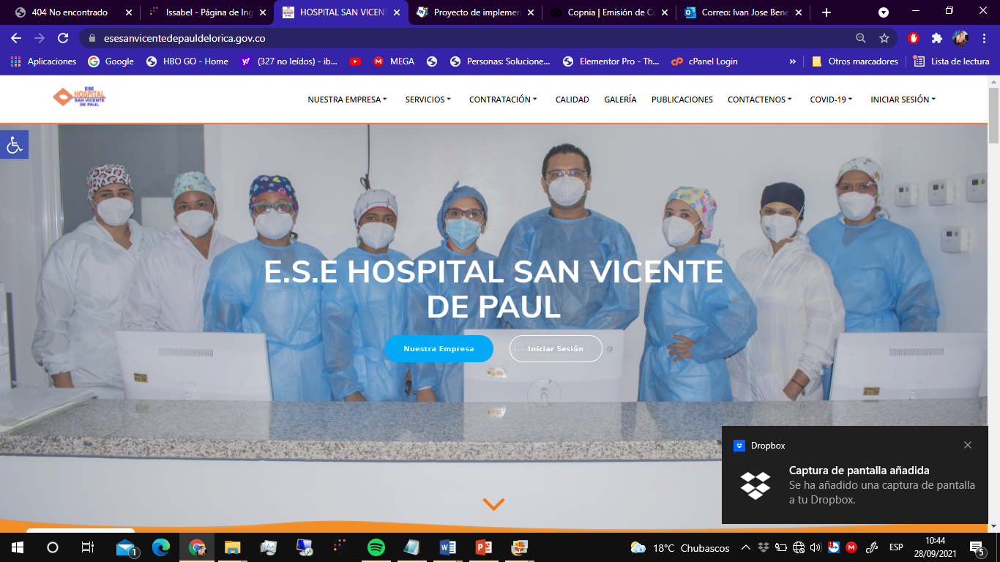 404 No encontrado
Issabel - Página de Ing
HOSPITAL SAN VICENT
Proyecto de implemen
Copnia | Emisión de Ce
Correo: Ivan Jose Bene
esesanvicentedepauldelorica.gov.co
Aplicaciones
Google
HBO GO - Home
(327 no leídos) - ib...
MEGA
Personas: Solucione...
Elementor Pro - Th...
cPanel Login
»
Otros marcadores
Lista de lectura
ESE
HOSPITAL
SAN VICENTE
DE PAUL
NUESTRA EMPRESA
SERVICIOS
CONTRATACIÓN
CALIDAD
GALERÍA
PUBLICACIONES
CONTACTENOS
COVID-19
INICIAR SESIÓN
E.S.E HOSPITAL SAN VICENTE
DE PAUL
Nuestra Empresa
Iniciar Sesión
Dropbox
Captura de pantalla añadida
Se ha añadido una captura de pantalla
a tu Dropbox.
1
18°C Chubascos
ESP
10:44
28/09/2021
5